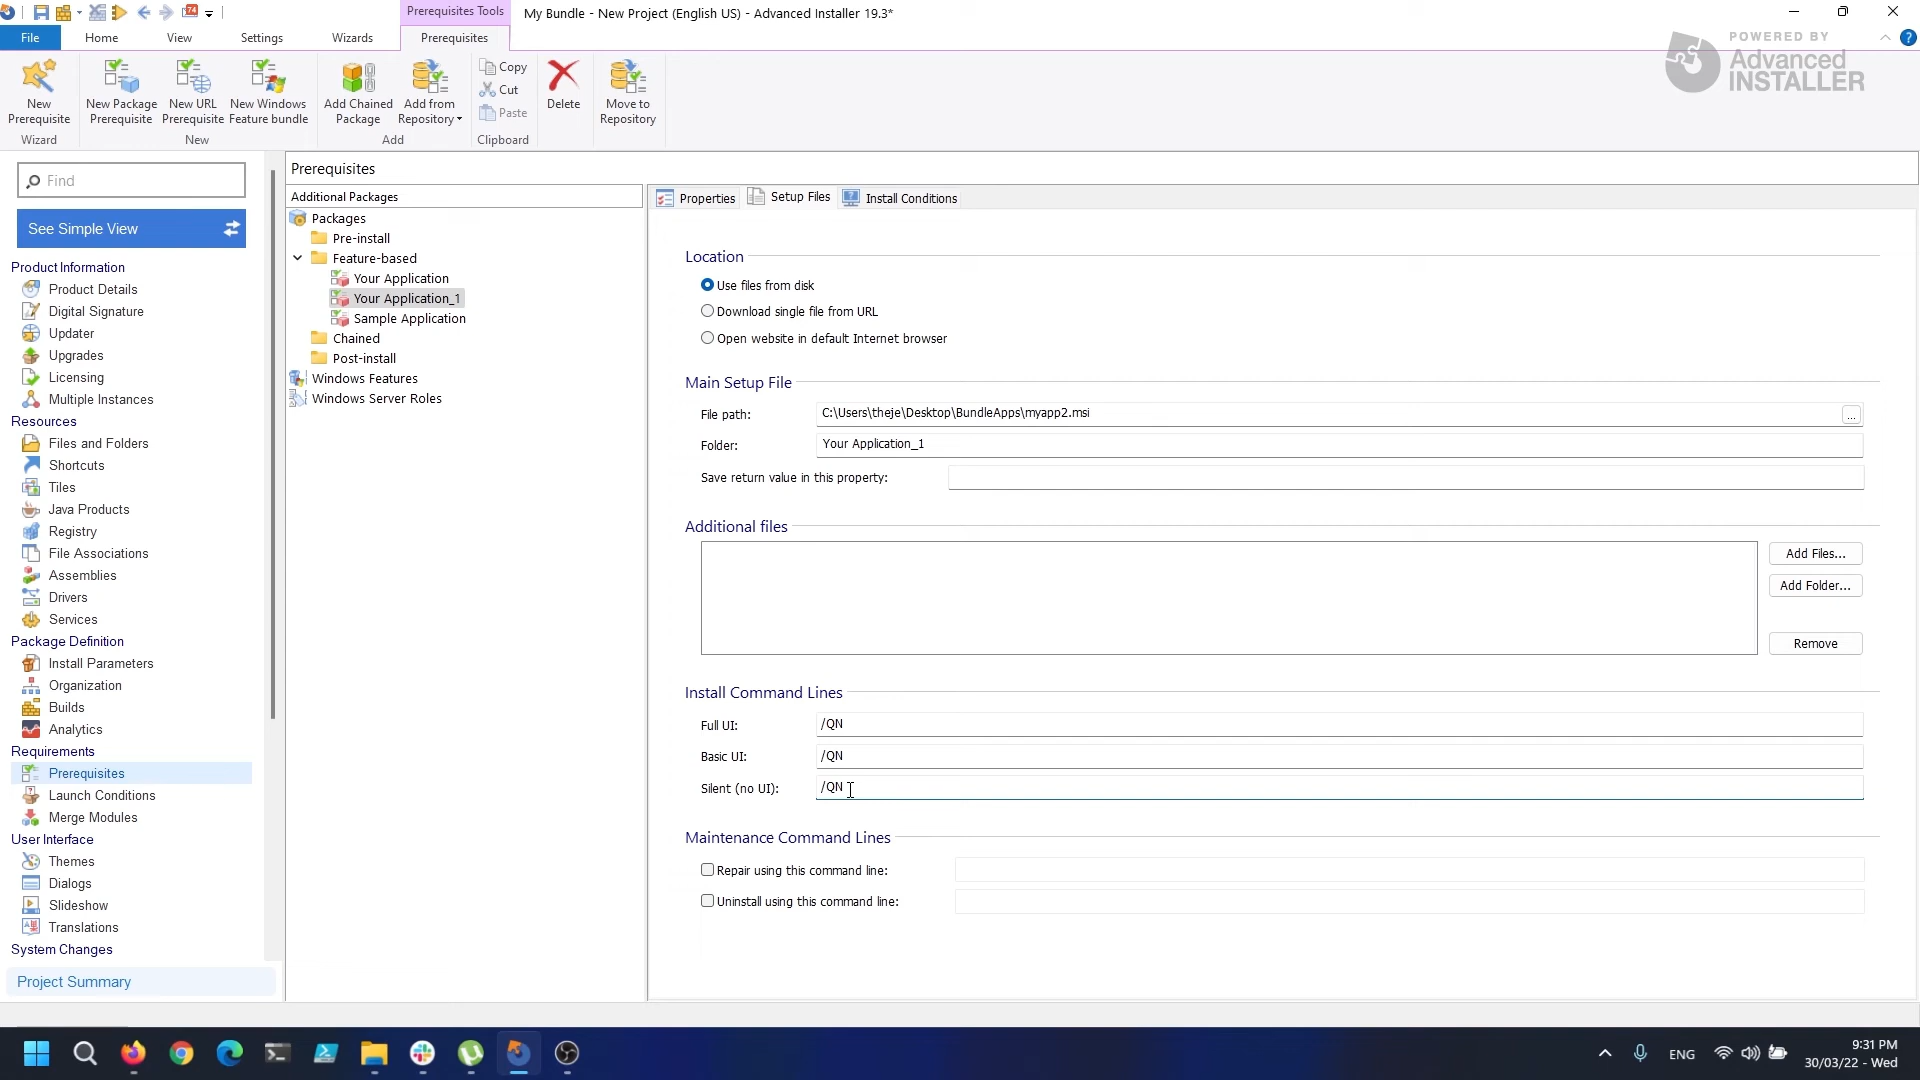 Prerequisites Tools
My Bundle - New Project (English US) - Advanced Installer 19.3*
74
File
Home
View
Settings
Wizards
Prerequisites
POWERED BY
Advanced
INSTALLER
New
Prerequisite
Wizard
New Package
Prerequisite
New URL
Prerequisite
New Windows
Feature bundle
New
Add Chained
Package
Add from
Repository
Add
Copy
Cut
Paste
Clipboard
Delete
Move to
Repository
Find
See Simple View
Product Information
Product Details
Digital Signature
Updater
Upgrades
Licensing
Multiple Instances
Resources
Files and Folders
Shortcuts
Tiles
Java Products
Registry
File Associations
Assemblies
Drivers
Services
Package Definition
Install Parameters
Organization
Builds
Analytics
Requirements
Prerequisites
Launch Conditions
Merge Modules
User Interface
Themes
Dialogs
Slideshow
Translations
System Changes
Project Summary
Prerequisites
Additional Packages
Packages
Pre-install
Feature-based
Your Application
Your Application_1
Sample Application
Chained
Post-install
Windows Features
Windows Server Roles
Properties
Setup Files
Install Conditions
Location
Use files from disk
Download single file from URL
Open website in default Internet browser
Main Setup File
File path:
C:\Users\theje\Desktop\BundleApps\myapp2.msi
...
Folder:
Your Application_1
Save return value in this property:
Additional files
Add Files...
Add Folder...
Remove
Install Command Lines
Full UI:
/QN
Basic UI:
/QN
Silent (no UI):
/QN
Maintenance Command Lines
Repair using this command line:
Uninstall using this command line:
ENG
9:31 PM
30/03/22 - Wed